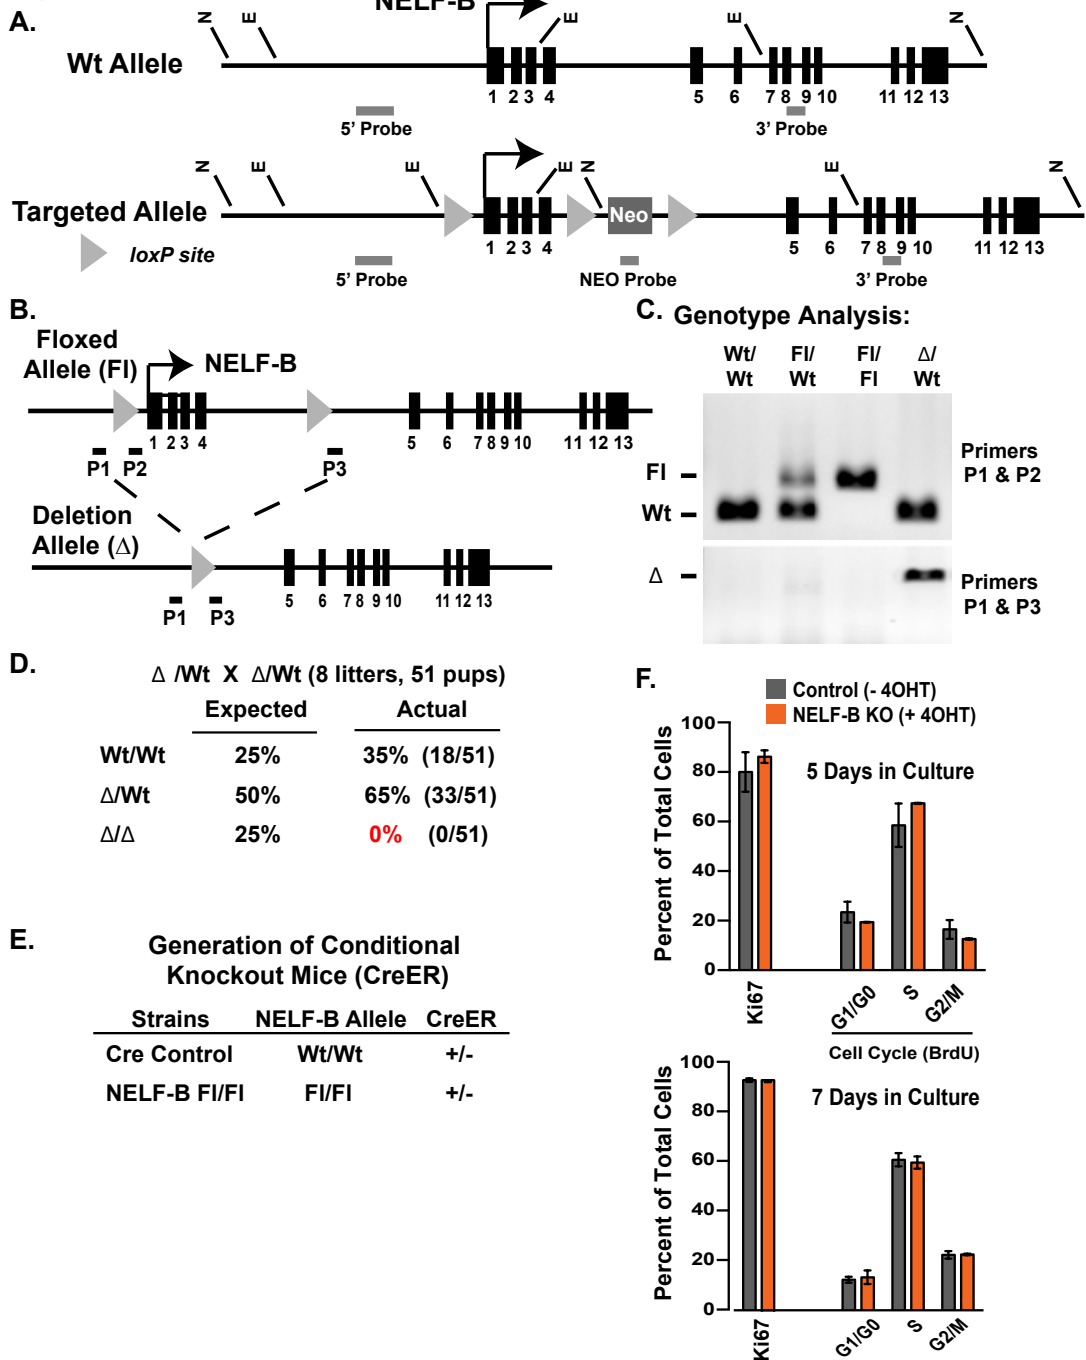 A.
NELF-B
N E E E N
Wt Allele
1 2 3 4 5 6 7 8 9 10 11 12 13
5’ Probe 3’ Probe
N E E E N E N
Targeted Allele
Neo
1 2 3 4 5 6 7 8 9 10 11 12 13
loxP site
5’ Probe NEO Probe 3’ Probe
B.
Floxed
Allele (Fl)
NELF-B
1 2 3 4 5 6 7 8 9 10 11 12 13
P1 P2 P3
Deletion
Allele (Δ)
5 6 7 8 9 10 11 12 13
P1 P3
C. Genotype Analysis:
Wt/ Fl/ Fl/ Δ/
Wt Wt Fl Wt
Fl
Wt
Primers
P1 & P2
Δ
Primers
P1 & P3
D.
Δ /Wt X Δ/Wt (8 litters, 51 pups)
Expected Actual
Wt/Wt 25% 35% (18/51)
Δ/Wt 50% 65% (33/51)
Δ/Δ 25% 0% (0/51)
E.
Generation of Conditional
Knockout Mice (CreER)
Strains NELF-B Allele CreER
Cre Control Wt/Wt +/-
NELF-B Fl/Fl Fl/Fl +/-
F.
Control (- 4OHT)
NELF-B KO (+ 4OHT)
5 Days in Culture
Percent of Total Cells
100
80
60
40
20
0
Ki67 G1/G0 S G2/M
Cell Cycle (BrdU)
7 Days in Culture
Percent of Total Cells
100
80
60
40
20
0
Ki67 G1/G0 S G2/M